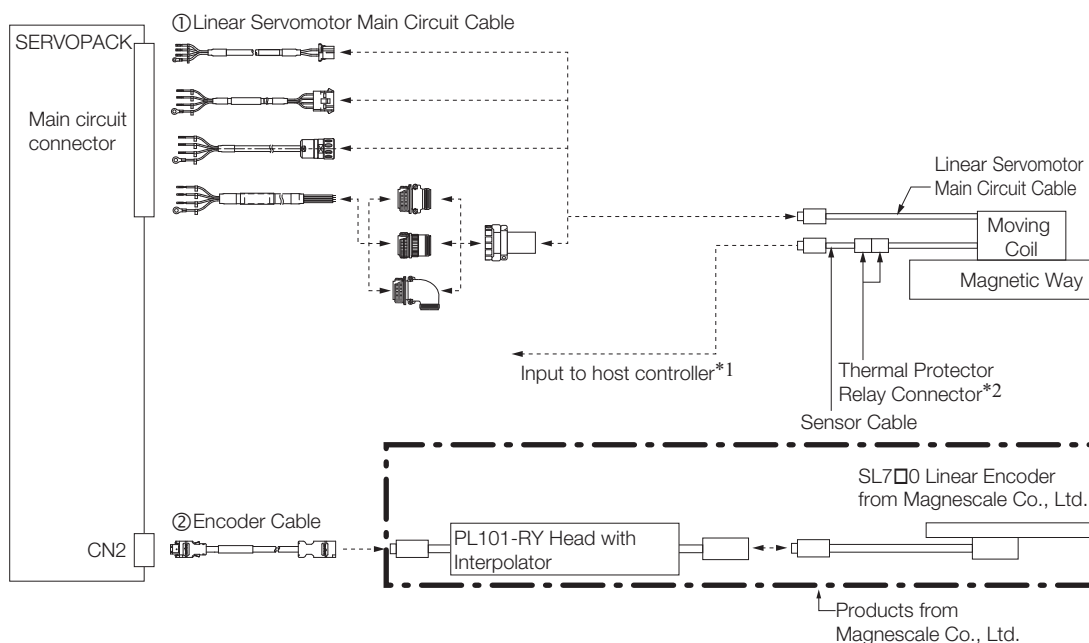 ①Linear Servomotor Main Circuit Cable
SERVOPACK
Main circuit
connector
Linear Servomotor
Main Circuit Cable
Moving
Coil
Magnetic Way
Input to host controller*1
Thermal Protector
Relay Connector*2
Sensor Cable
SL7□0 Linear Encoder
from Magnescale Co., Ltd.
②Encoder Cable
CN2
PL101-RY Head with
Interpolator
Products from
Magnescale Co., Ltd.